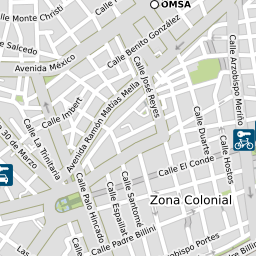 OMSA
Calle Monte Christi
Calle Benito González
Salcedo
Avenida México
Calle José Reyes
Calle Arzobispo Meriño
Calle Imbert
Avenida Ramón Matías Mella
Calle La Trinitaria
30 de Marzo
Calle Duarte
Calle Hostos
Calle El Conde
Zona Colonial
Calle Palo Hincado
Calle Espaillat
Calle Santomé
Calle Padre Billini
Arzobispo Portes